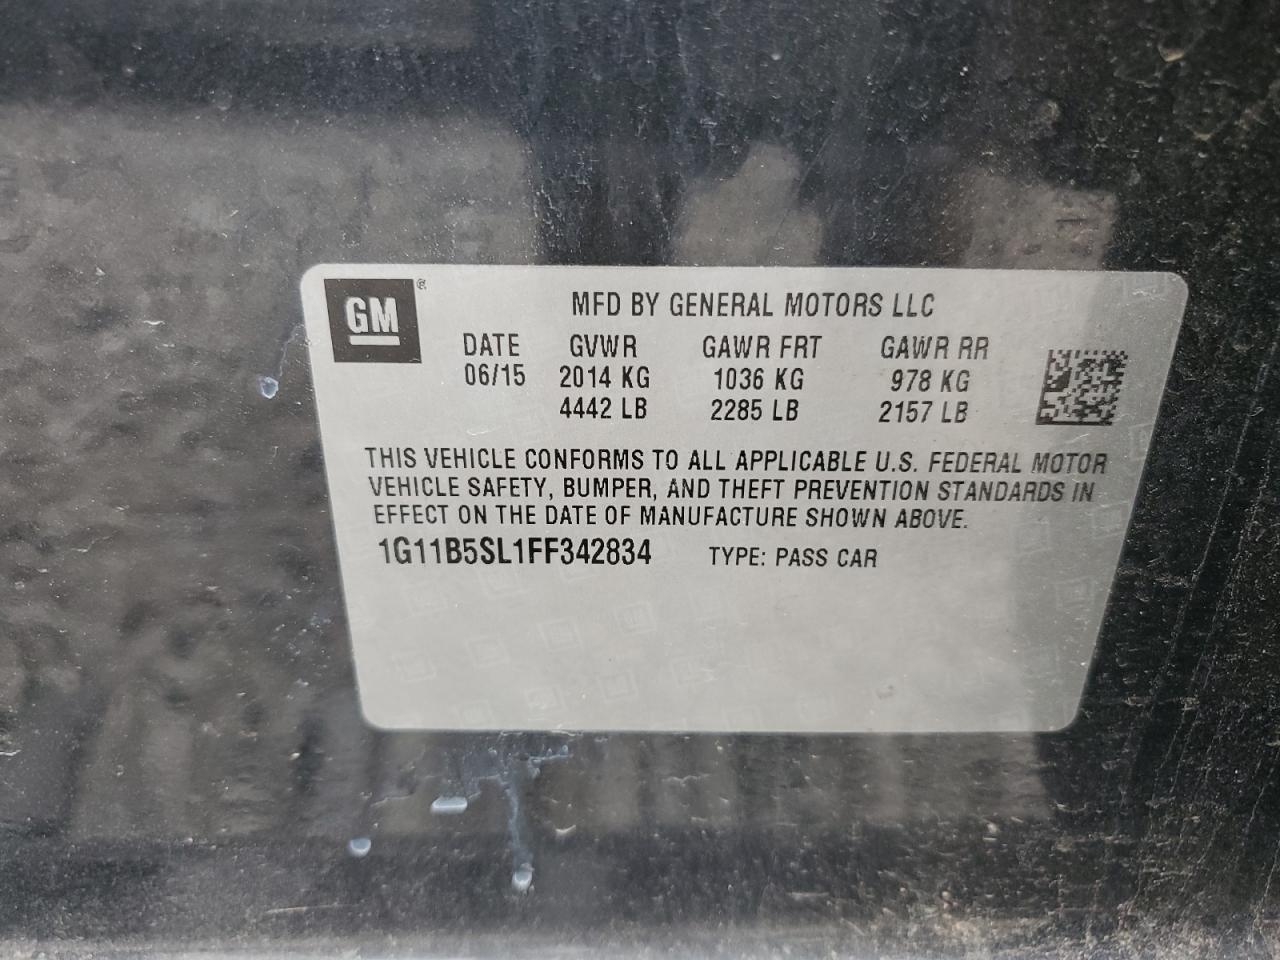 GM ®
MFD BY GENERAL MOTORS LLC
DATE GVWR GAWR FRT GAWR RR
06/15 2014 KG 1036 KG 978 KG
4442 LB 2285 LB 2157 LB
THIS VEHICLE CONFORMS TO ALL APPLICABLE U.S. FEDERAL MOTOR
VEHICLE SAFETY, BUMPER, AND THEFT PREVENTION STANDARDS IN
EFFECT ON THE DATE OF MANUFACTURE SHOWN ABOVE.
1G11B5SL1FF342834 TYPE: PASS CAR